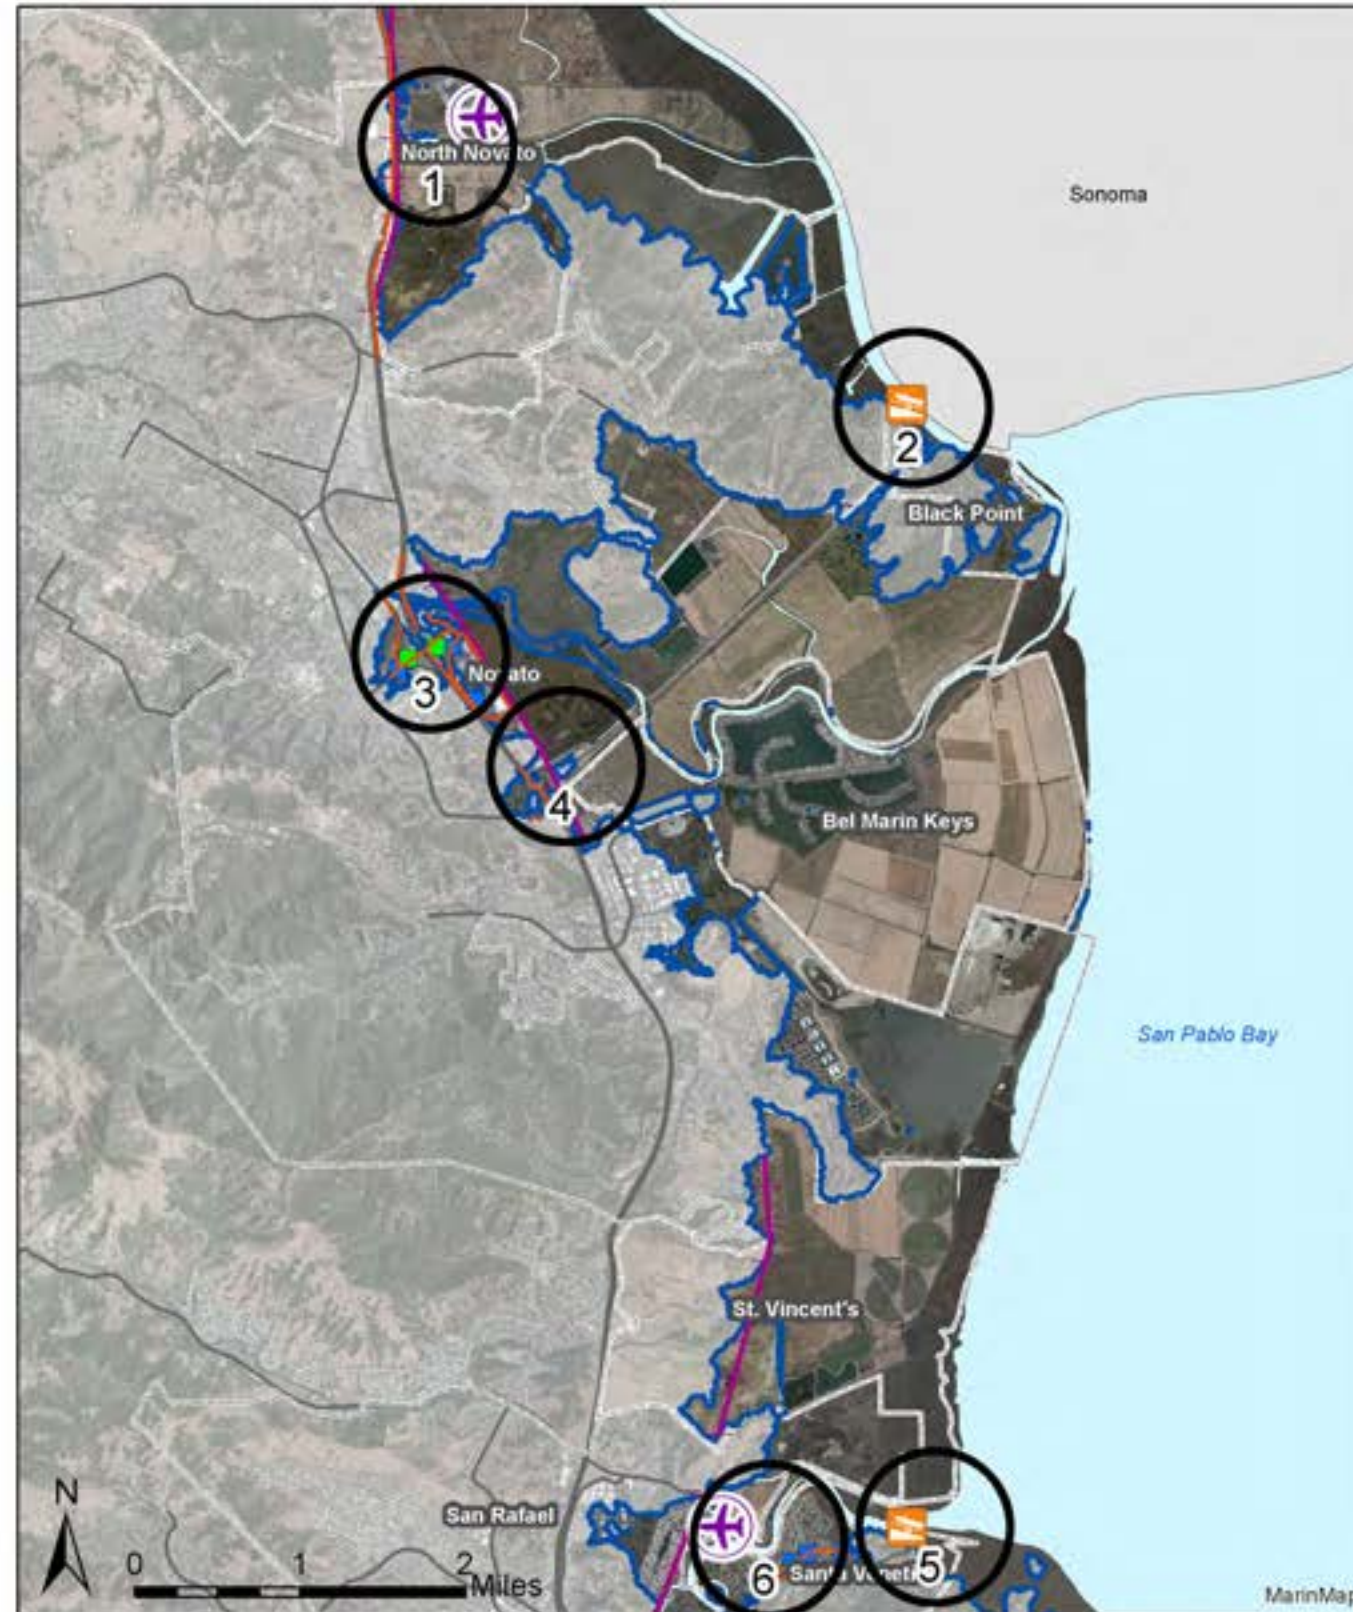 North Novato
1
Sonoma
2
Black Point
Novato
3
4
Bel Marin Keys
San Pablo Bay
St. Vincent's
N
San Rafael
0 1 2
Miles
6
5
MarinMap